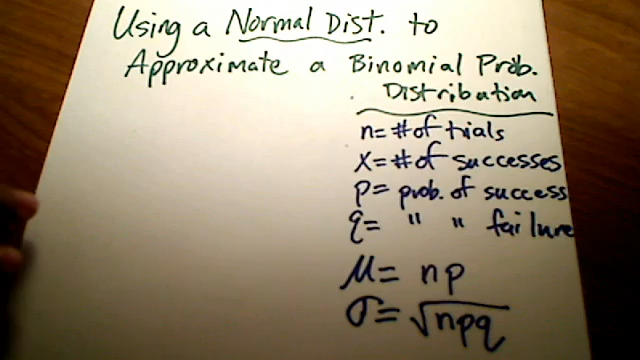 Using a Normal Dist. to
Approximate a Binomial Prob.
Distribution
n= # of trials
X= # of successes
p= prob. of success
q= " " failure
μ= np
σ= √npq